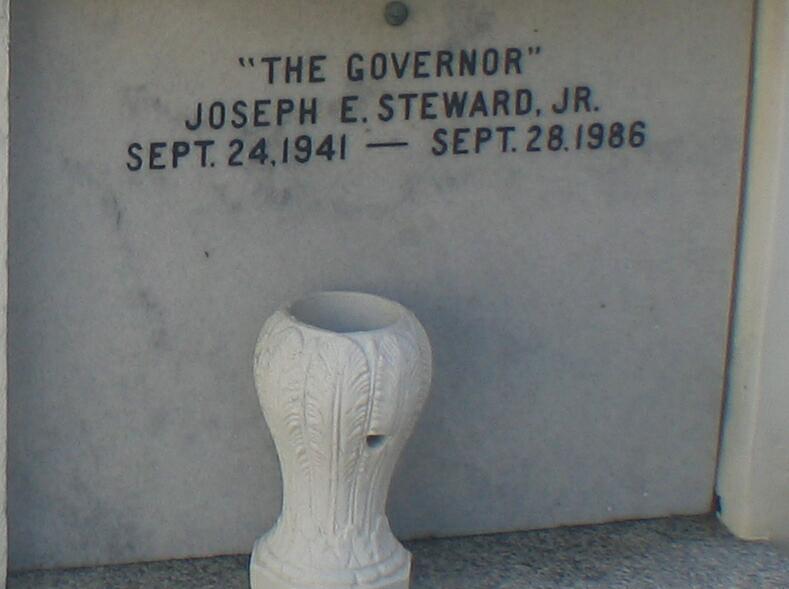 "THE GOVERNOR"
JOSEPH E. STEWARD, JR.
SEPT. 24, 1941 — SEPT. 28, 1986